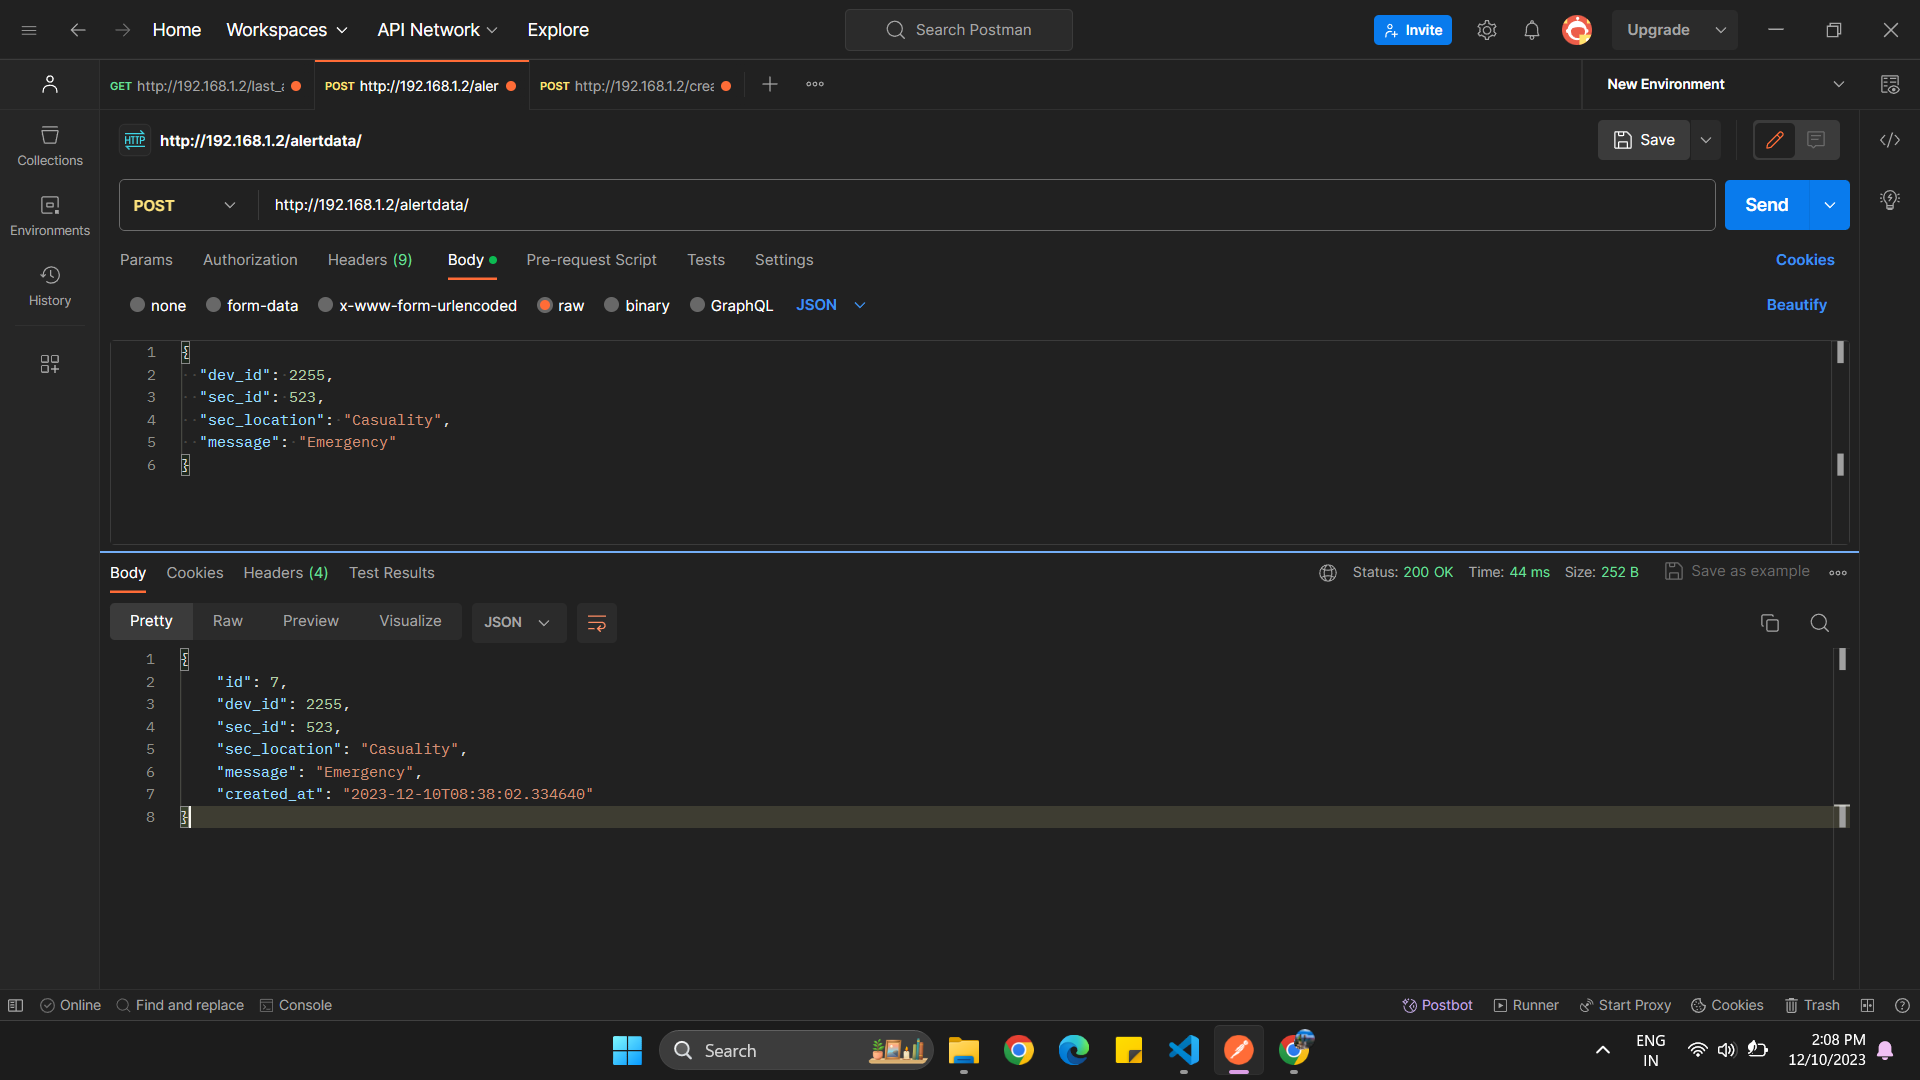 Home Workspaces API Network Explore Search Postman Invite Upgrade
GET http://192.168.1.2/last_a POST http://192.168.1.2/aler POST http://192.168.1.2/crea New Environment
HTTP http://192.168.1.2/alertdata/ Save
Collections
POST http://192.168.1.2/alertdata/ Send
Environments
Params Authorization Headers (9) Body Pre-request Script Tests Settings Cookies
History
none form-data x-www-form-urlencoded raw binary GraphQL JSON Beautify
1 {
2 "dev_id": 2255,
3 "sec_id": 523,
4 "sec_location": "Casuality",
5 "message": "Emergency"
6 }
Body Cookies Headers (4) Test Results Status: 200 OK Time: 44 ms Size: 252 B Save as example
Pretty Raw Preview Visualize JSON
1 {
2 "id": 7,
3 "dev_id": 2255,
4 "sec_id": 523,
5 "sec_location": "Casuality",
6 "message": "Emergency",
7 "created_at": "2023-12-10T08:38:02.334640"
8 }
Online Find and replace Console Postbot Runner Start Proxy Cookies Trash
Search ENG IN 2:08 PM
12/10/2023